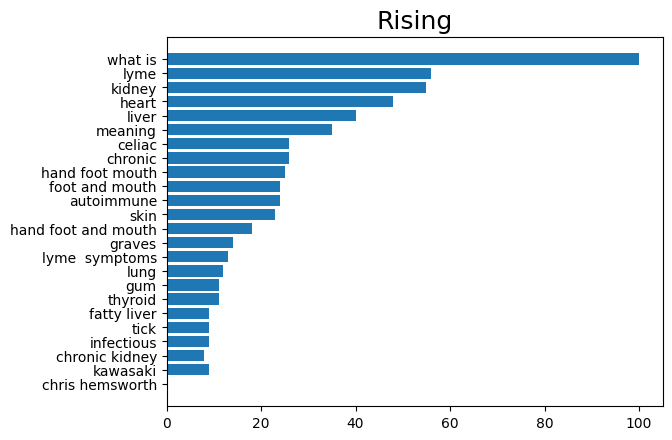 Rising
what is
lyme
kidney
heart
liver
meaning
celiac
chronic
hand foot mouth
foot and mouth
autoimmune
skin
hand foot and mouth
graves
lyme  symptoms
lung
gum
thyroid
fatty liver
tick
infectious
chronic kidney
kawasaki
chris hemsworth
0 20 40 60 80 100